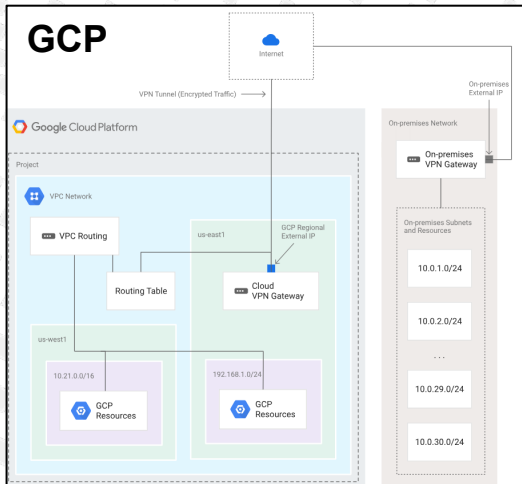 GCP
Internet
VPN Tunnel (Encrypted Traffic)
On-premises
External IP
Google Cloud Platform
On-premises Network
On-premises
VPN Gateway
Project
VPC Network
VPC Routing
us-east1
GCP Regional
External IP
On-premises Subnets
and Resources
Routing Table
Cloud
VPN Gateway
10.0.1.0/24
10.0.2.0/24
us-west1
. . .
10.21.0.0/16
192.168.1.0/24
10.0.29.0/24
GCP
Resources
GCP
Resources
10.0.30.0/24